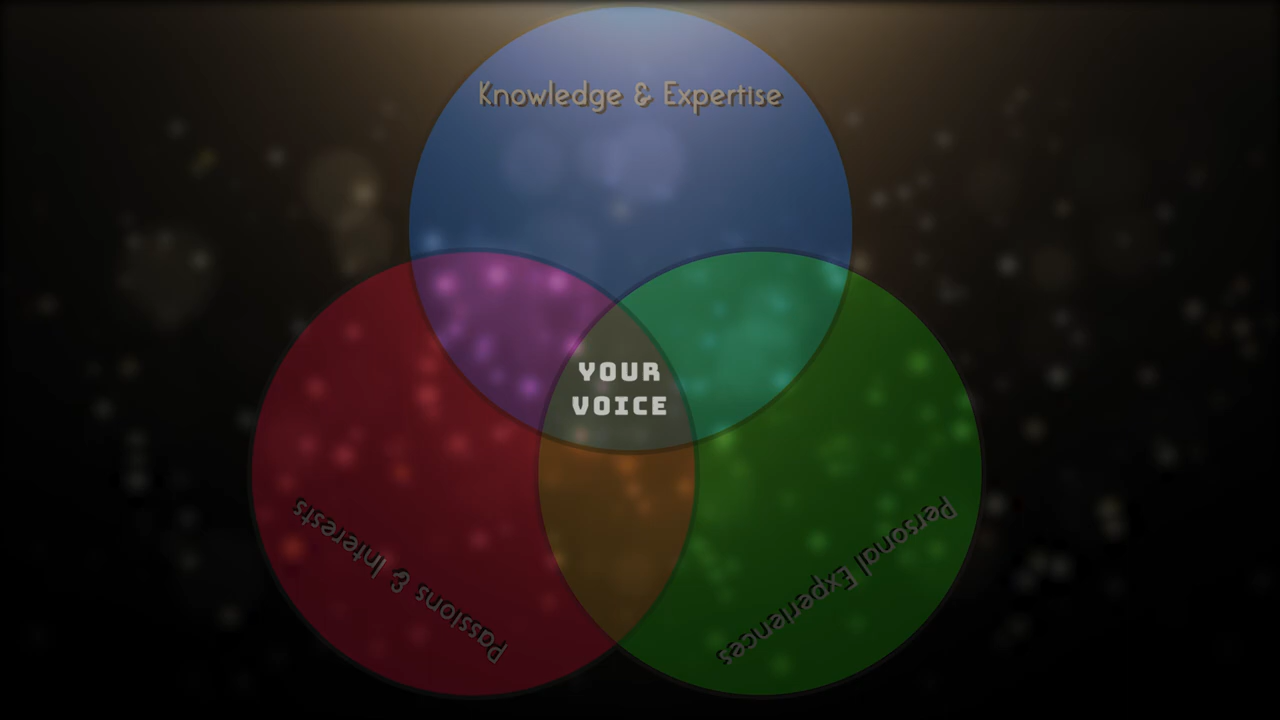 Knowledge & Expertise
YOUR
VOICE
Passions & Interests
Personal Experiences